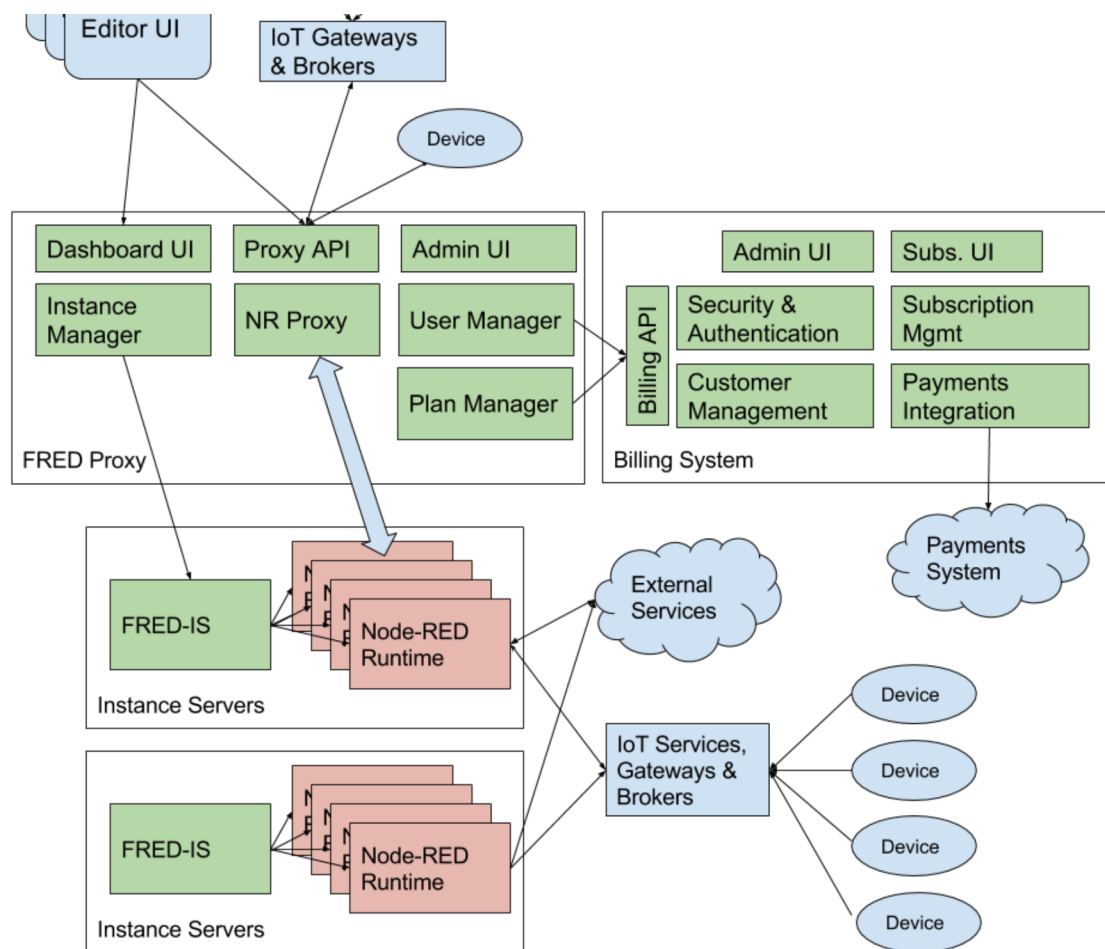 Editor UI
IoT Gateways
& Brokers
Device
Dashboard UI
Proxy API
Admin UI
Instance
Manager
NR Proxy
User Manager
Plan Manager
FRED Proxy
Admin UI
Subs. UI
Billing API
Security &
Authentication
Subscription
Mgmt
Customer
Management
Payments
Integration
Billing System
Payments
System
FRED-IS
Node-RED
Runtime
Instance Servers
External
Services
IoT Services,
Gateways &
Brokers
Device
Device
Device
Device
FRED-IS
Node-RED
Runtime
Instance Servers